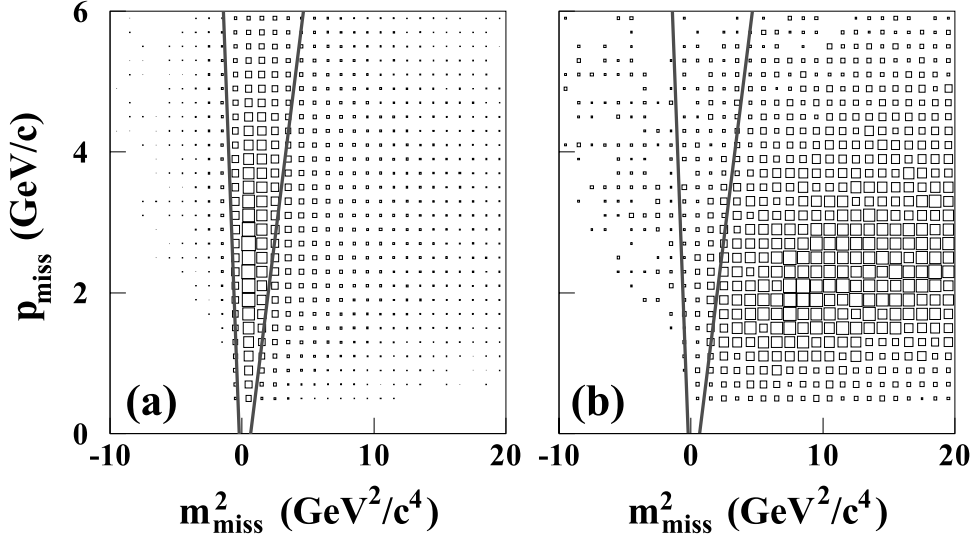 p_miss (GeV/c)
6
4
2
0
(a)
(b)
-10 0 10 20
-10 0 10 20
m²_miss (GeV²/c⁴)
m²_miss (GeV²/c⁴)